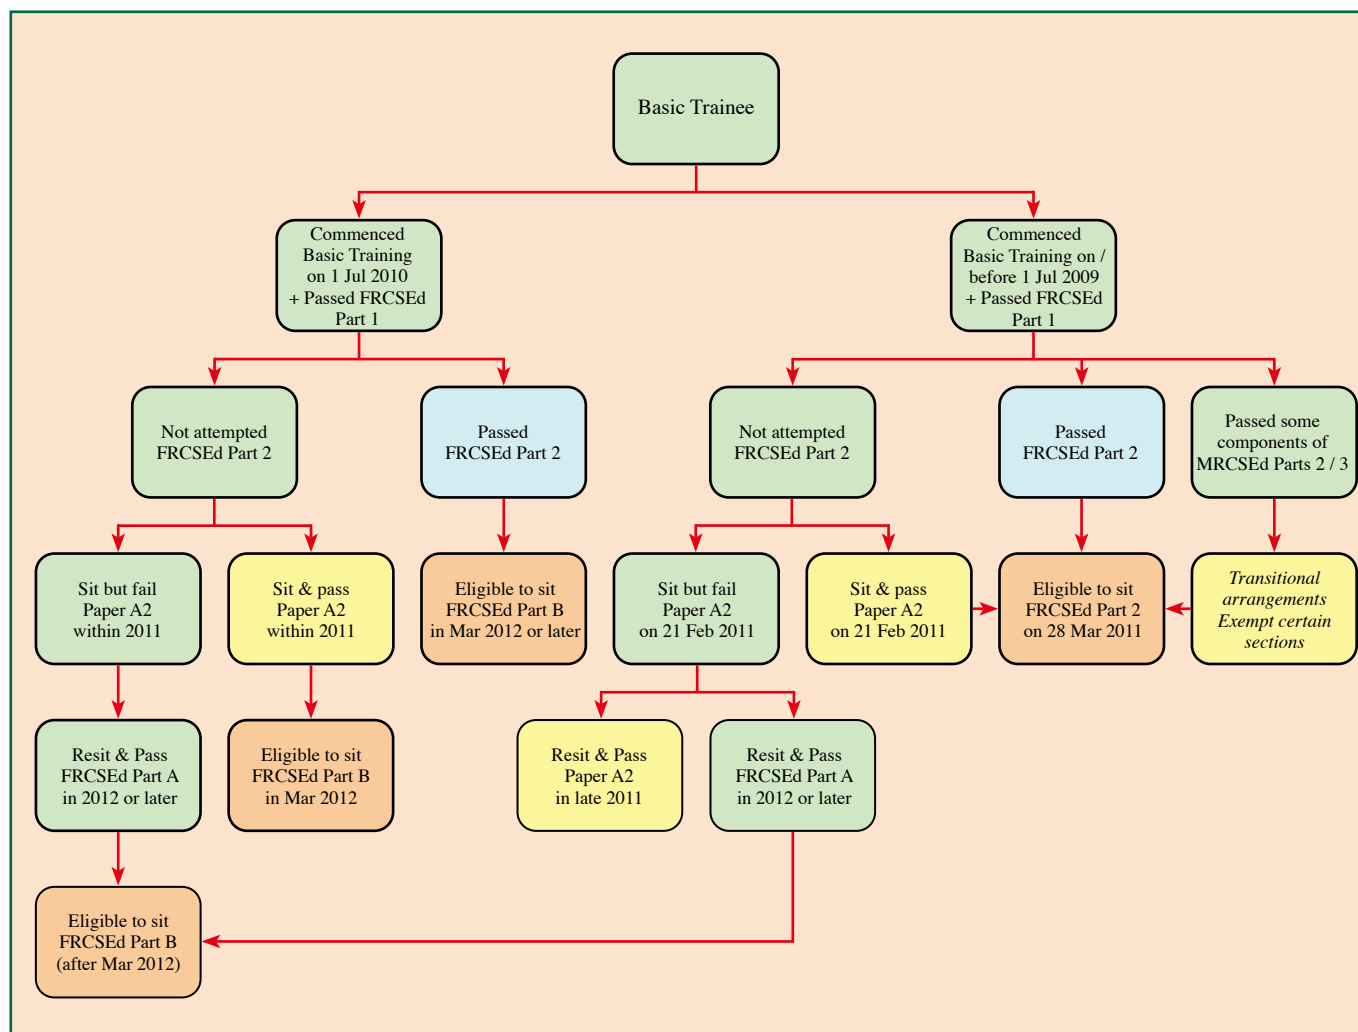 Basic Trainee
Commenced
Basic Training
on 1 Jul 2010
+ Passed FRCSEd
Part 1
Commenced
Basic Training on /
before 1 Jul 2009
+ Passed FRCSEd
Part 1
Not attempted
FRCSEd Part 2
Passed
FRCSEd Part 2
Not attempted
FRCSEd Part 2
Passed
FRCSEd Part 2
Passed some
components of
MRCSEd Parts 2 / 3
Sit but fail
Paper A2
within 2011
Sit & pass
Paper A2
within 2011
Eligible to sit
FRCSEd Part B
in Mar 2012 or later
Sit but fail
Paper A2
on 21 Feb 2011
Sit & pass
Paper A2
on 21 Feb 2011
Eligible to sit
FRCSEd Part 2
on 28 Mar 2011
Transitional
arrangements
Exempt certain
sections
Resit & Pass
FRCSEd Part A
in 2012 or later
Eligible to sit
FRCSEd Part B
in Mar 2012
Resit & Pass
Paper A2
in late 2011
Resit & Pass
FRCSEd Part A
in 2012 or later
Eligible to sit
FRCSEd Part B
(after Mar 2012)